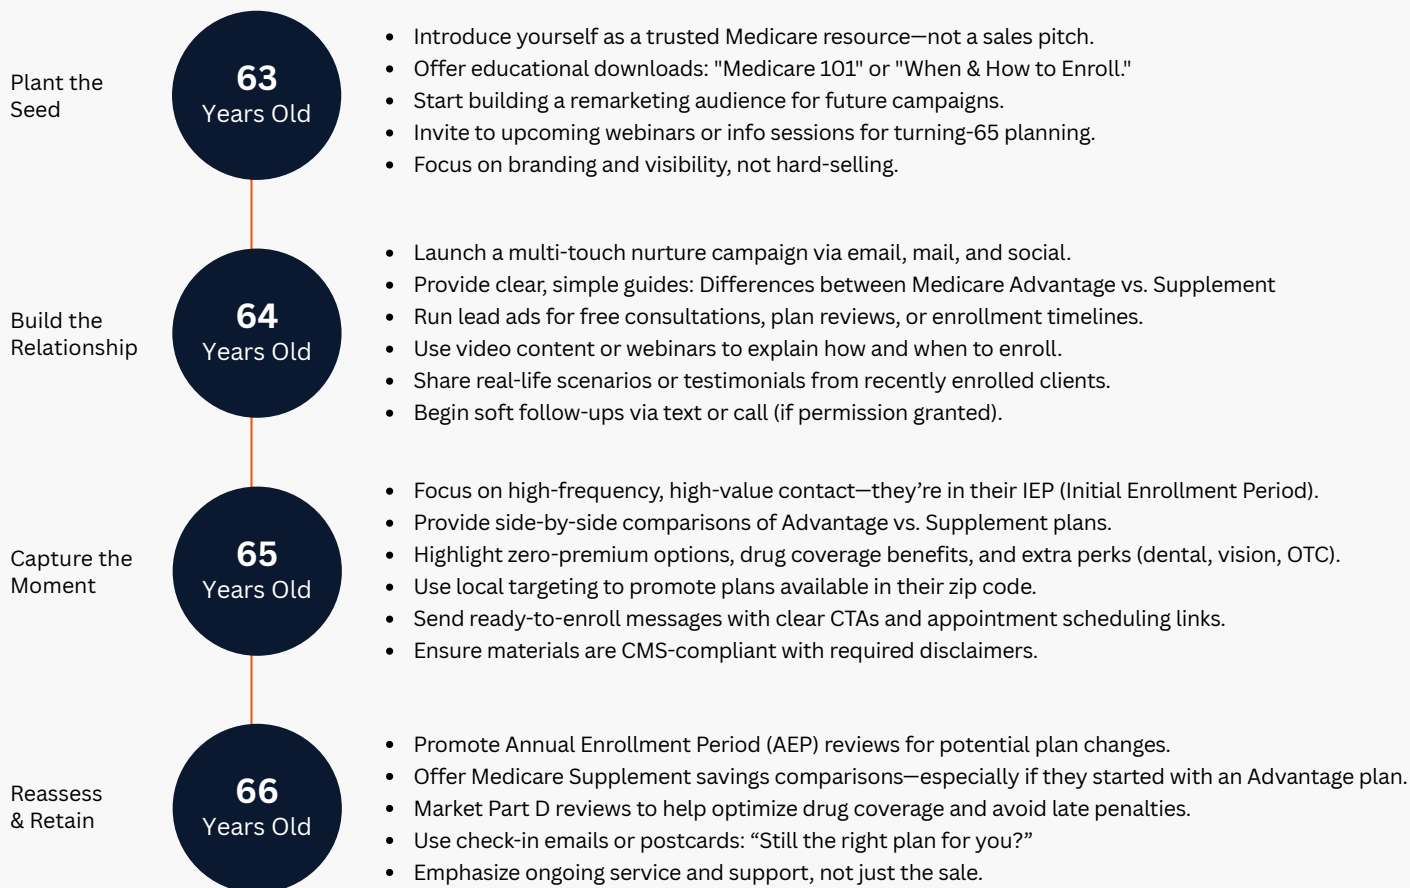 Plant the
Seed
63
Years Old
• Introduce yourself as a trusted Medicare resource—not a sales pitch.
• Offer educational downloads: "Medicare 101" or "When & How to Enroll."
• Start building a remarketing audience for future campaigns.
• Invite to upcoming webinars or info sessions for turning-65 planning.
• Focus on branding and visibility, not hard-selling.
Build the
Relationship
64
Years Old
• Launch a multi-touch nurture campaign via email, mail, and social.
• Provide clear, simple guides: Differences between Medicare Advantage vs. Supplement
• Run lead ads for free consultations, plan reviews, or enrollment timelines.
• Use video content or webinars to explain how and when to enroll.
• Share real-life scenarios or testimonials from recently enrolled clients.
• Begin soft follow-ups via text or call (if permission granted).
Capture the
Moment
65
Years Old
• Focus on high-frequency, high-value contact—they’re in their IEP (Initial Enrollment Period).
• Provide side-by-side comparisons of Advantage vs. Supplement plans.
• Highlight zero-premium options, drug coverage benefits, and extra perks (dental, vision, OTC).
• Use local targeting to promote plans available in their zip code.
• Send ready-to-enroll messages with clear CTAs and appointment scheduling links.
• Ensure materials are CMS-compliant with required disclaimers.
Reassess
& Retain
66
Years Old
• Promote Annual Enrollment Period (AEP) reviews for potential plan changes.
• Offer Medicare Supplement savings comparisons—especially if they started with an Advantage plan.
• Market Part D reviews to help optimize drug coverage and avoid late penalties.
• Use check-in emails or postcards: “Still the right plan for you?”
• Emphasize ongoing service and support, not just the sale.